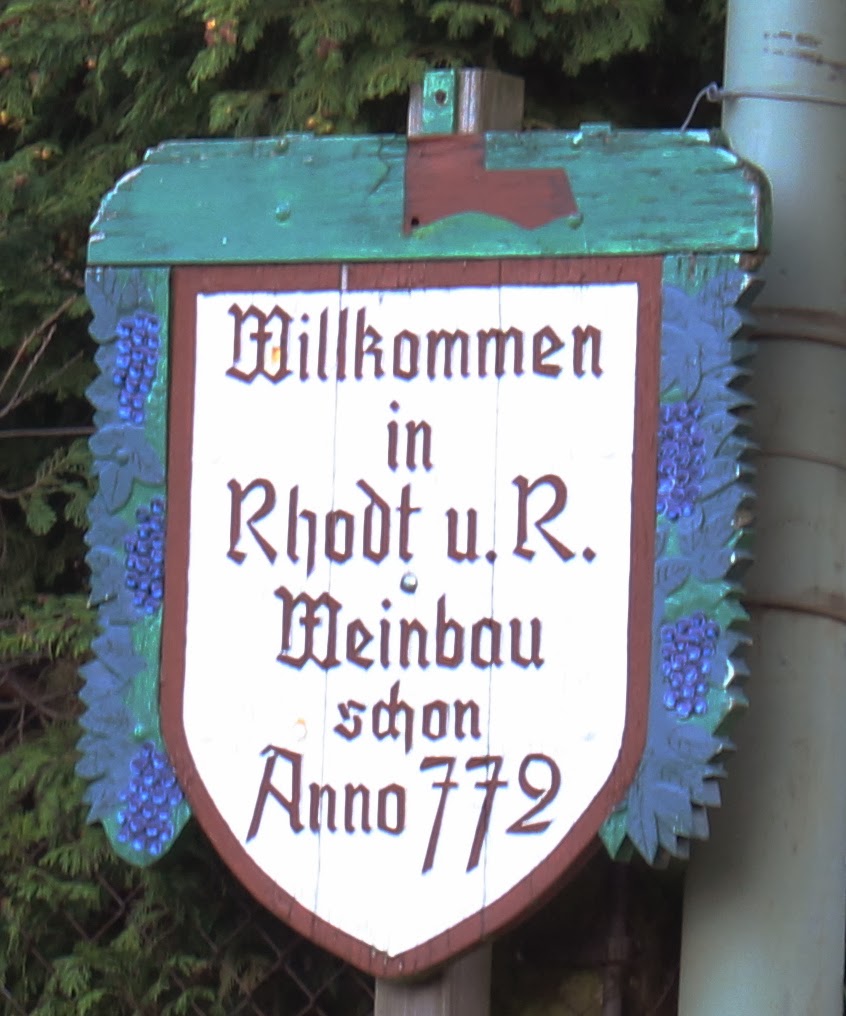 Willkommen
in
Rhodt u. R.
Weinbau
schon
Anno 772